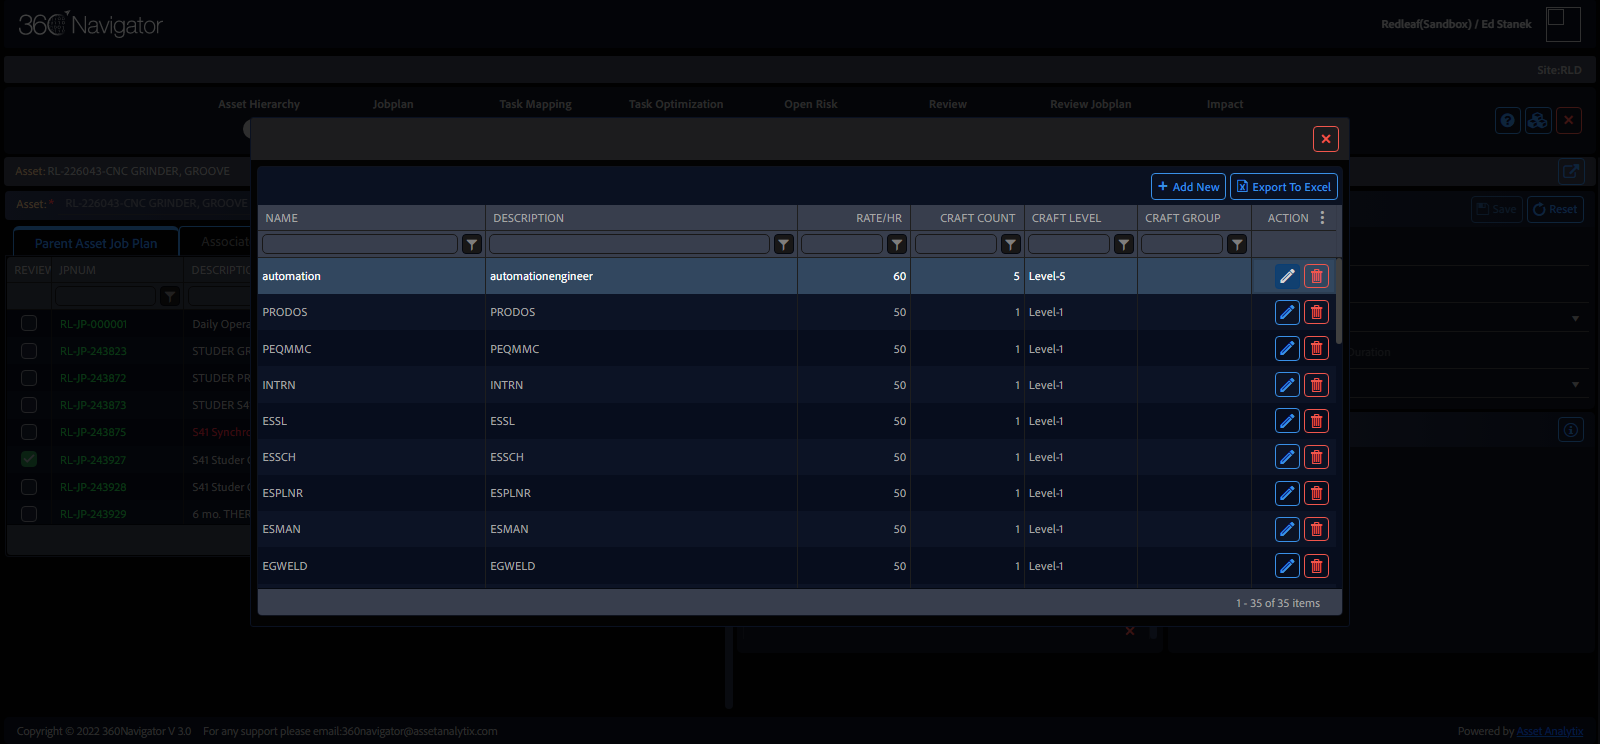 360 Navigator
Redleaf(Sandbox) / Ed Stanek
Site:RLD
Asset Hierarchy Jobplan Task Mapping Task Optimization Open Risk Review Review Jobplan Impact
Asset: RL-226043-CNC GRINDER, GROOVE
Asset: * RL-226043-CNC GRINDER, GROOVE
Save Reset
Parent Asset Job Plan Associat
REVIEW JPNUM DESCRIPTIO
RL-JP-000001 Daily Opera
RL-JP-243823 STUDER GR
RL-JP-243872 STUDER PR
RL-JP-243873 STUDER S4
RL-JP-243875 S41 Synchro
RL-JP-243927 S41 Studer
RL-JP-243928 S41 Studer
RL-JP-243929 6 mo. THER
Duration
Add New Export To Excel
NAME DESCRIPTION RATE/HR CRAFT COUNT CRAFT LEVEL CRAFT GROUP ACTION
automation automationengineer 60 5 Level-5
PRODOS PRODOS 50 1 Level-1
PEQMMC PEQMMC 50 1 Level-1
INTRN INTRN 50 1 Level-1
ESSL ESSL 50 1 Level-1
ESSCH ESSCH 50 1 Level-1
ESPLNR ESPLNR 50 1 Level-1
ESMAN ESMAN 50 1 Level-1
EGWELD EGWELD 50 1 Level-1
1 - 35 of 35 items
Copyright © 2022 360Navigator V 3.0 For any support please email:360navigator@assetanalytix.com
Powered by Asset Analytix